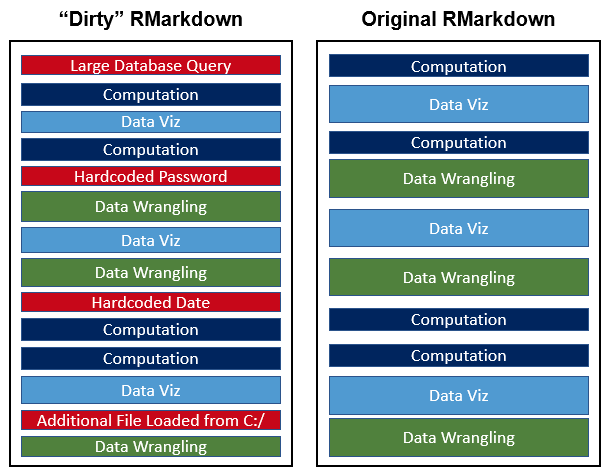 “Dirty” RMarkdown
Large Database Query
Computation
Data Viz
Computation
Hardcoded Password
Data Wrangling
Data Viz
Data Wrangling
Hardcoded Date
Computation
Computation
Data Viz
Additional File Loaded from C:/
Data Wrangling
Original RMarkdown
Computation
Data Viz
Computation
Data Wrangling
Data Viz
Data Wrangling
Computation
Computation
Data Viz
Data Wrangling